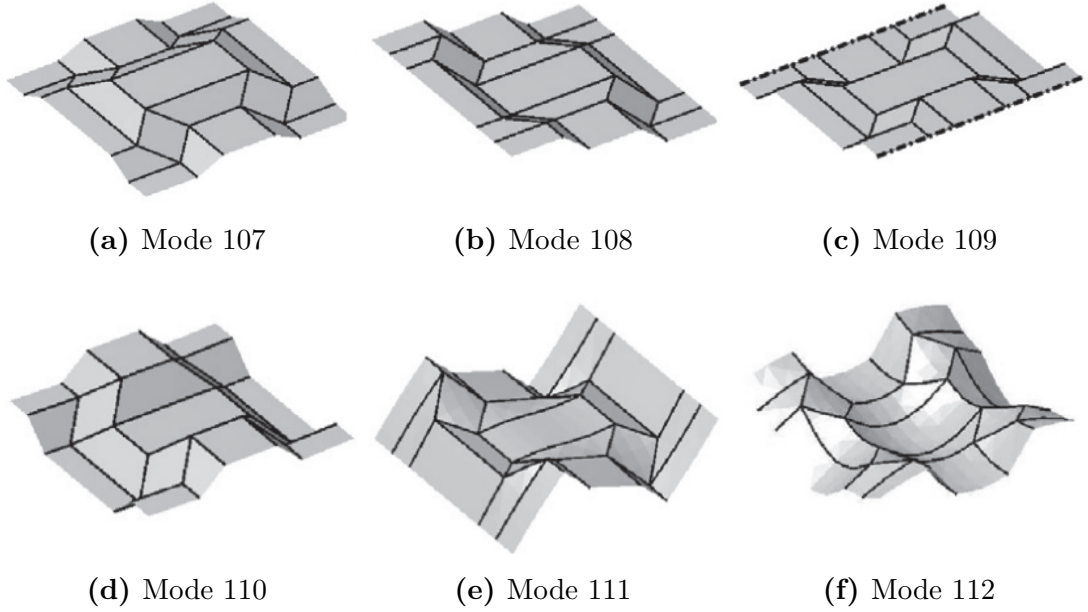 (a) Mode 107
(b) Mode 108
(c) Mode 109
(d) Mode 110
(e) Mode 111
(f) Mode 112